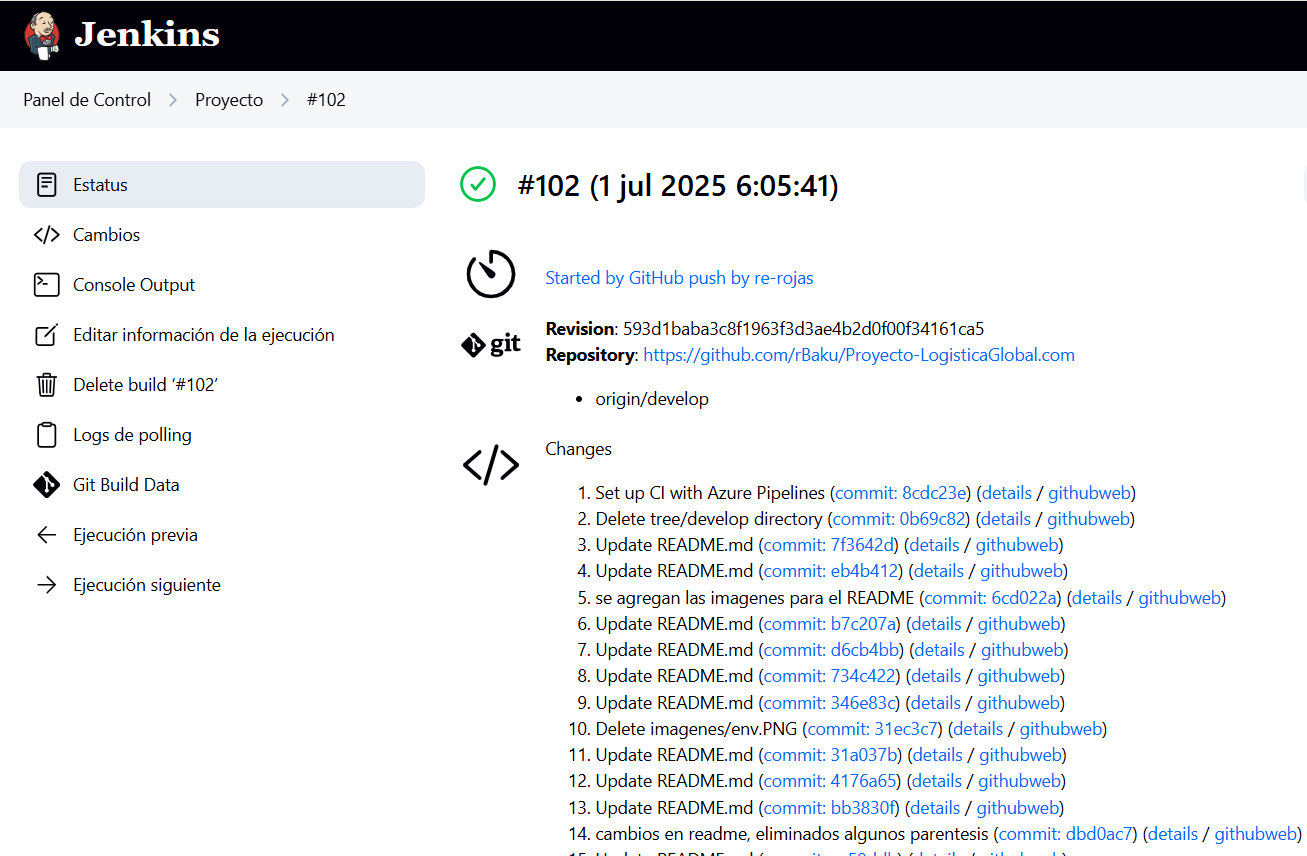 Jenkins
Panel de Control > Proyecto > #102
Estatus
Cambios
Console Output
Editar información de la ejecución
Delete build ‘#102’
Logs de polling
Git Build Data
Ejecución previa
Ejecución siguiente
#102 (1 jul 2025 6:05:41)
Started by GitHub push by re-rojas
git
Revision: 593d1baba3c8f1963f3d3ae4b2d0f00f34161ca5
Repository: https://github.com/rBaku/Proyecto-LogisticaGlobal.com
• origin/develop
Changes
1. Set up CI with Azure Pipelines (commit: 8cdc23e) (details / githubweb)
2. Delete tree/develop directory (commit: 0b69c82) (details / githubweb)
3. Update README.md (commit: 7f3642d) (details / githubweb)
4. Update README.md (commit: eb4b412) (details / githubweb)
5. se agregan las imagenes para el README (commit: 6cd022a) (details / githubweb)
6. Update README.md (commit: b7c207a) (details / githubweb)
7. Update README.md (commit: d6cb4bb) (details / githubweb)
8. Update README.md (commit: 734c422) (details / githubweb)
9. Update README.md (commit: 346e83c) (details / githubweb)
10. Delete imagenes/env.PNG (commit: 31ec3c7) (details / githubweb)
11. Update README.md (commit: 31a037b) (details / githubweb)
12. Update README.md (commit: 4176a65) (details / githubweb)
13. Update README.md (commit: bb3830f) (details / githubweb)
14. cambios en readme, eliminados algunos parentesis (commit: dbd0ac7) (details / githubweb)